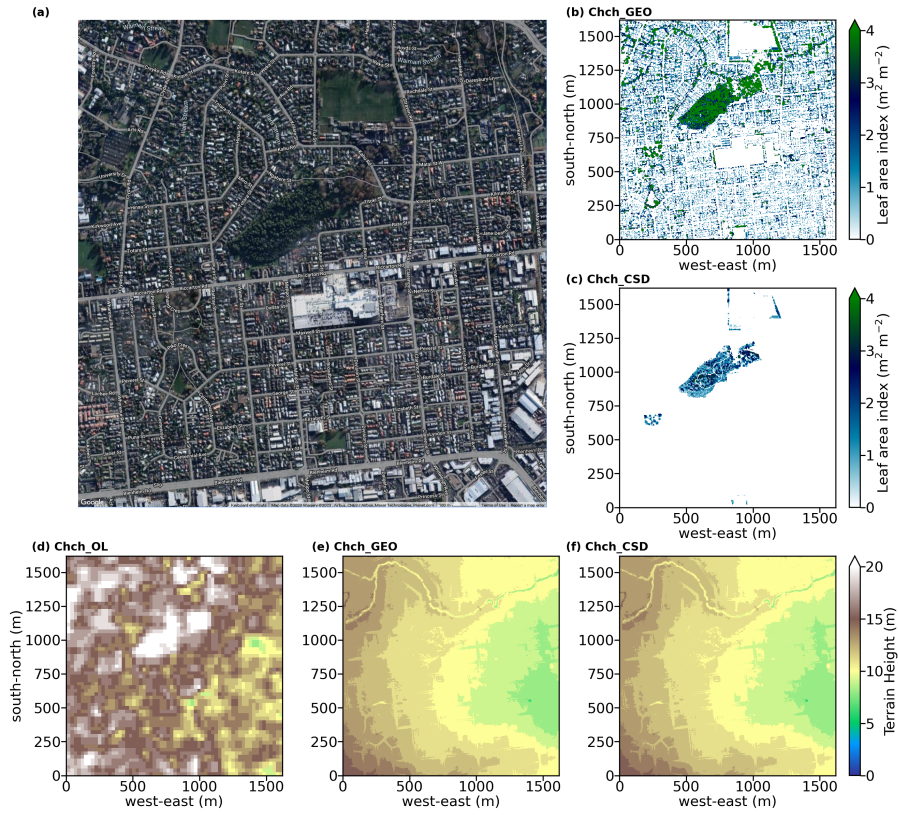 (a)
(b) Chch_GEO
1500
1250
1000
750
500
250
0
south-north (m)
0 500 1000 1500
west-east (m)
4
3
2
1
0
Leaf area index (m² m⁻²)
(c) Chch_CSD
1500
1250
1000
750
500
250
0
south-north (m)
0 500 1000 1500
west-east (m)
4
3
2
1
0
Leaf area index (m² m⁻²)
Google
(d) Chch_OL
1500
1250
1000
750
500
250
0
south-north (m)
0 500 1000 1500
west-east (m)
(e) Chch_GEO
1500
1250
1000
750
500
250
0
0 500 1000 1500
west-east (m)
(f) Chch_CSD
1500
1250
1000
750
500
250
0
0 500 1000 1500
west-east (m)
20
15
10
5
0
Terrain Height (m)